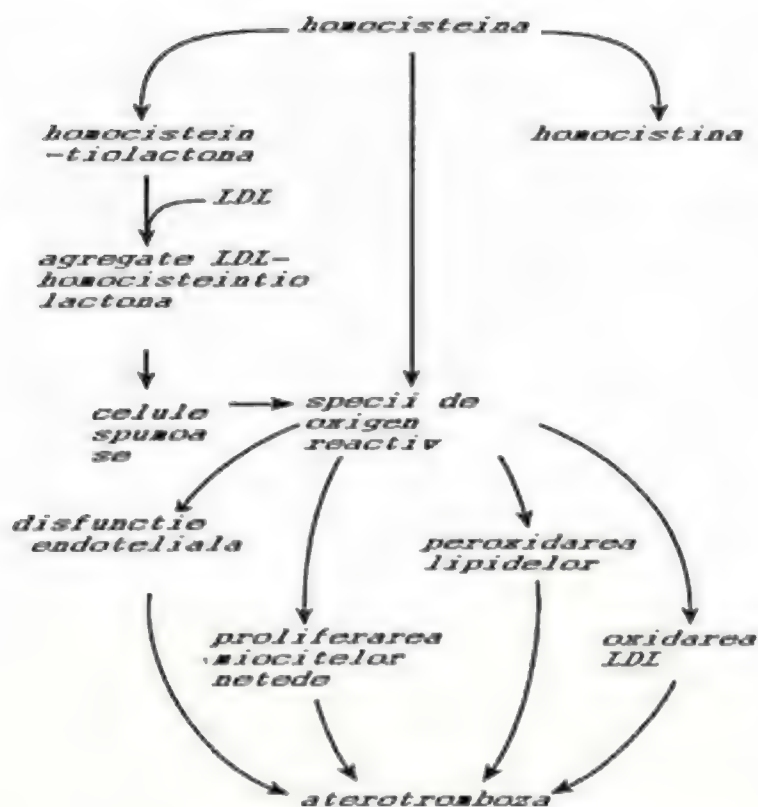 homocisteina
homocistein
-tiolactona
homocistina
LDL
agregate LDL-
homocisteintio
lactona
celule
spumoa
se
specii de
oxigen
reactiv
disfunctie
endoteliala
peroxidarea
lipidelor
proliferarea
miocitelor
netede
oxidarea
LDL
aterotromboza